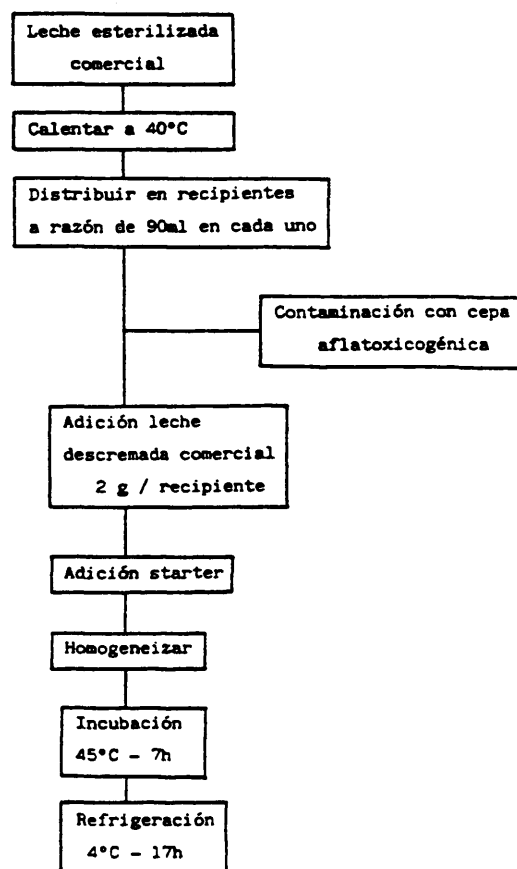 Leche esterilizada
comercial
Calentar a 40°C
Distribuir en recipientes
a razón de 90ml en cada uno
Contaminación con cepa
aflatoxicogénica
Adición leche
descremada comercial
2 g / recipiente
Adición starter
Homogeneizar
Incubación
45°C - 7h
Refrigeración
4°C - 17h